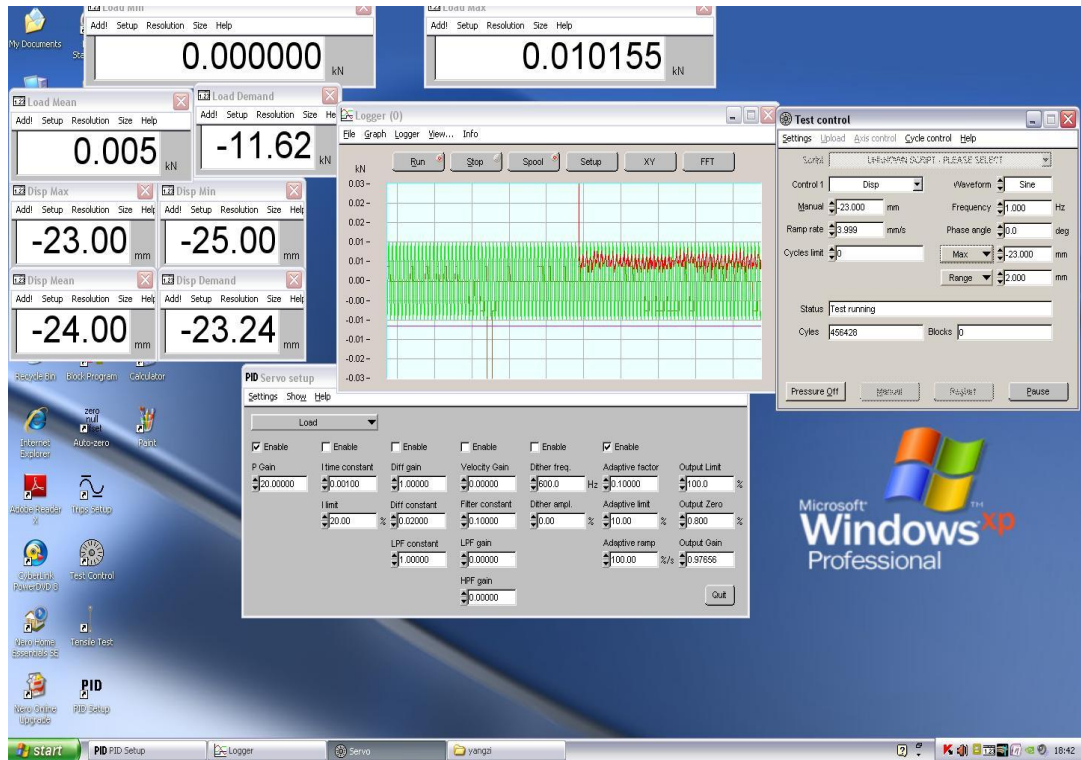 My Documents
Load Min
Add! Setup Resolution Size Help
0.000000 kN
Load Max
Add! Setup Resolution Size Help
0.010155 kN
Load Mean
Add! Setup Resolution Size Help
0.005 kN
Load Demand
Add! Setup Resolution Size He
-11.62 kN
Disp Max
Add! Setup Resolution Size Help
-23.00 mm
Disp Min
Add! Setup Resolution Size Help
-25.00 mm
Disp Mean
Add! Setup Resolution Size Help
-24.00 mm
Disp Demand
Add! Setup Resolution Size Help
-23.24 mm
Logger (0)
File Graph Logger View... Info
kN
Run Stop Spool Setup XY FFT
0.03
0.02
0.02
0.01
0.01
0.00
-0.00
-0.01
-0.01
-0.02
-0.03
Test control
Settings Upload Axis control Cycle control Help
Script UNKNOWN SCRIPT - PLEASE SELECT
Control 1 Disp Waveform Sine
Manual -23.000 mm Frequency 1.000 Hz
Ramp rate 3.999 mm/s Phase angle 0.0 deg
Cycles limit 0 Max -23.000 mm
Range 2.000 mm
Status Test running
Cyles 456428 Blocks 0
Pressure Off Manual Register Pause
PID Servo setup
Settings Show Help
Load
Enable Enable Enable Enable Enable Enable
P Gain I time constant Diff gain Velocity Gain Dither freq. Adaptive factor Output Limit
20.00000 0.00100 1.00000 0.00000 600.0 Hz 0.10000 100.0 %
I limit Diff constant Filter constant Dither ampl. Adaptive limit Output Zero
20.00 % 0.02000 0.10000 0.00 % 10.00 % 0.800 %
LPF constant LPF gain Adaptive ramp Output Gain
1.00000 0.00000 100.00 %/s 0.97656
HPF gain
0.00000
Quit
Recycle Bin Block Program Calculator
zero
null
Internet Explorer Auto-zero Paint
Adobe Reader X Trips Setup
CyberLink PowerDVD 8 Test Control
Nero Home Essentials SE Tensile Test
PID
Nero Online Upgrade PID Setup
Microsoft
Windows xp
TM
Professional
start PID PID Setup Logger Servo yangzi 18:42